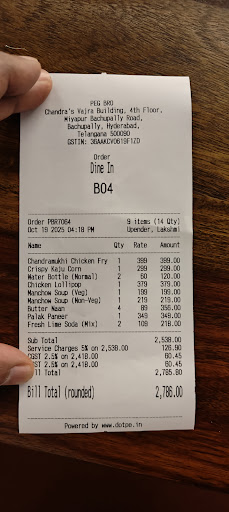 PEG BRO
Chandra's Vajra Building, 4th Floor,
Miyapur Bachupally Road,
Bachupally, Hyderabad,
Telangana 500090
GSTIN: 36AAKCV0619F1ZD
Order
Dine In
B04
Order PBR7064 9 items (14 Qty)
Oct 19 2025 04:18 PM Upender, Lakshmi
Name Qty Rate Amount
Chandramukhi Chicken Fry 1 399 399.00
Crispy Kaju Corn 1 299 299.00
Water Bottle (Normal) 2 60 120.00
Chicken Lollipop 1 379 379.00
Manchow Soup (Veg) 1 199 199.00
Manchow Soup (Non-Veg) 1 219 219.00
Butter Naan 4 89 356.00
Palak Paneer 1 349 349.00
Fresh Lime Soda (Mix) 2 109 218.00
Sub Total 2,538.00
Service Charges 5% on 2,538.00 126.90
2.5% on 2,418.00 60.45
2.5% on 2,418.00 60.45
Bill Total 2,785.80
Bill Total (rounded) 2,786.00
Powered by www.dotpe.in